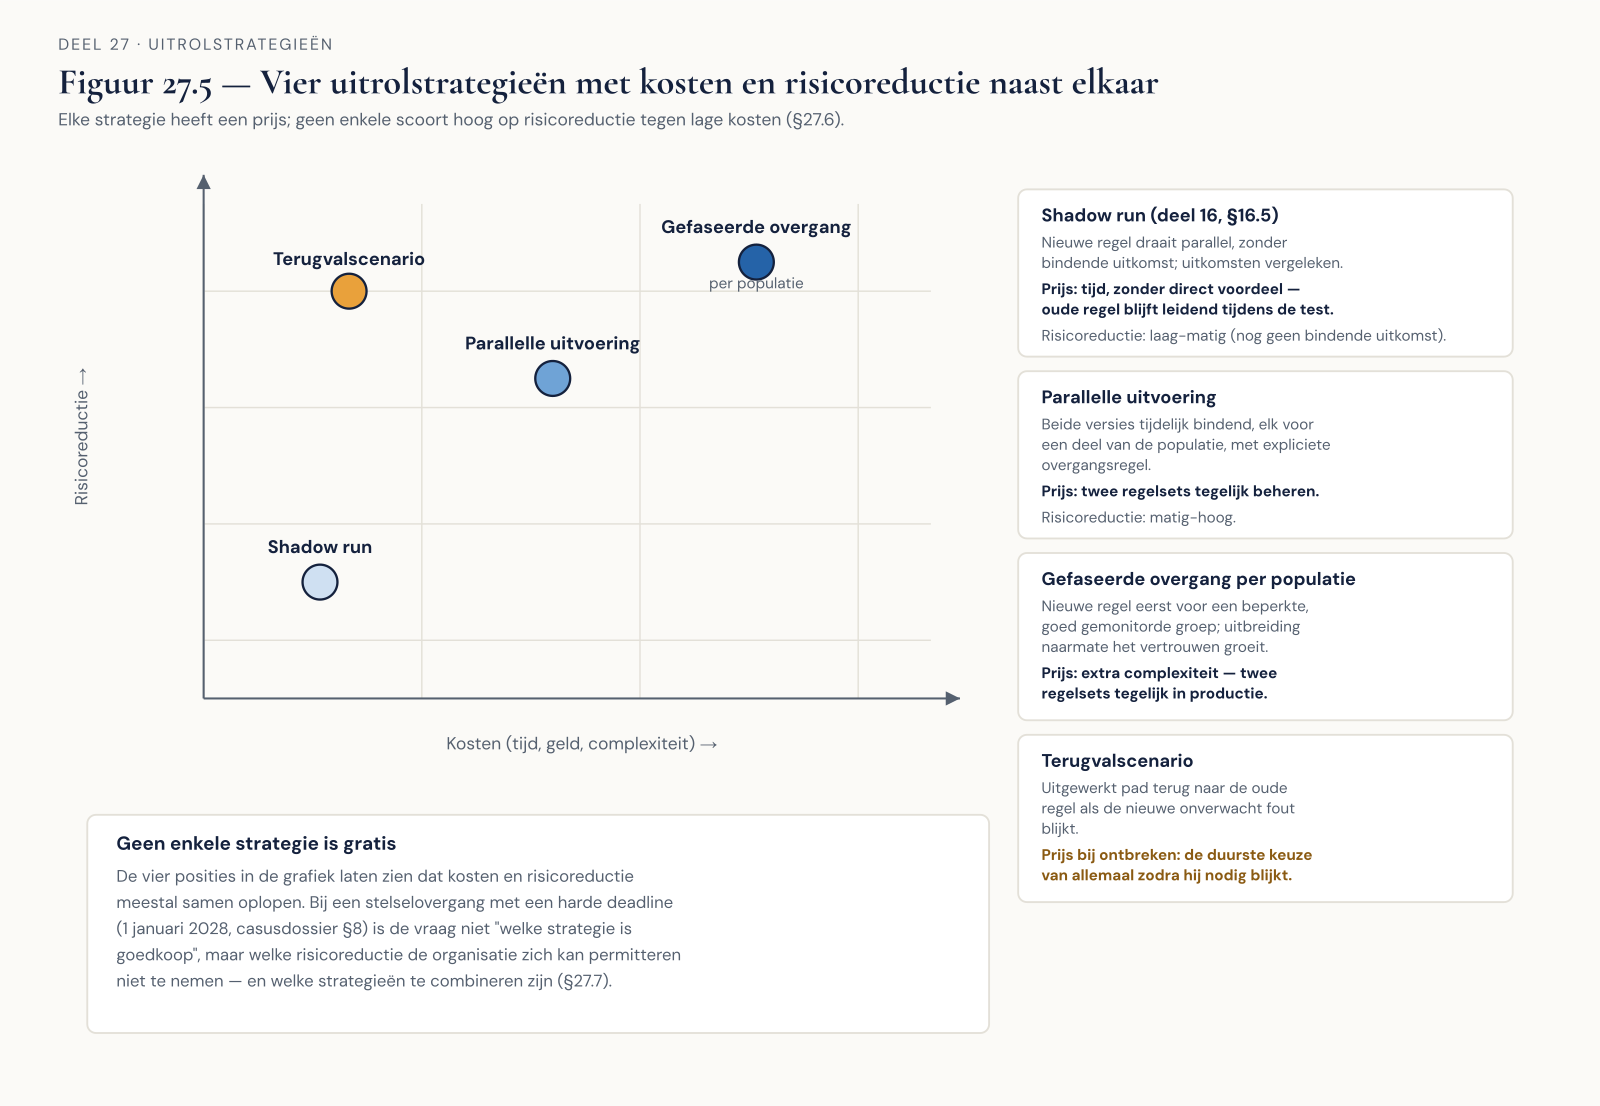 DEEL 27 · UITROLSTRATEGIEËN
Figuur 27.5 — Vier uitrolstrategieën met kosten en risicoreductie naast elkaar
Elke strategie heeft een prijs; geen enkele scoort hoog op risicoreductie tegen lage kosten (§27.6).
Risicoreductie →
Terugvalscenario
Gefaseerde overgang
per populatie
Parallelle uitvoering
Shadow run
Kosten (tijd, geld, complexiteit) →
Shadow run (deel 16, §16.5)
Nieuwe regel draait parallel, zonder
bindende uitkomst; uitkomsten vergeleken.
Prijs: tijd, zonder direct voordeel —
oude regel blijft leidend tijdens de test.
Risicoreductie: laag-matig (nog geen bindende uitkomst).
Parallelle uitvoering
Beide versies tijdelijk bindend, elk voor
een deel van de populatie, met expliciete
overgangsregel.
Prijs: twee regelsets tegelijk beheren.
Risicoreductie: matig-hoog.
Gefaseerde overgang per populatie
Nieuwe regel eerst voor een beperkte,
goed gemonitorde groep; uitbreiding
naarmate het vertrouwen groeit.
Prijs: extra complexiteit — twee
regelsets tegelijk in productie.
Terugvalscenario
Uitgewerkt pad terug naar de oude
regel als de nieuwe onverwacht fout
blijkt.
Prijs bij ontbreken: de duurste keuze
van allemaal zodra hij nodig blijkt.
Geen enkele strategie is gratis
De vier posities in de grafiek laten zien dat kosten en risicoreductie
meestal samen oplopen. Bij een stelselovergang met een harde deadline
(1 januari 2028, casusdossier §8) is de vraag niet "welke strategie is
goedkoop", maar welke risicoreductie de organisatie zich kan permitteren
niet te nemen — en welke strategieën te combineren zijn (§27.7).